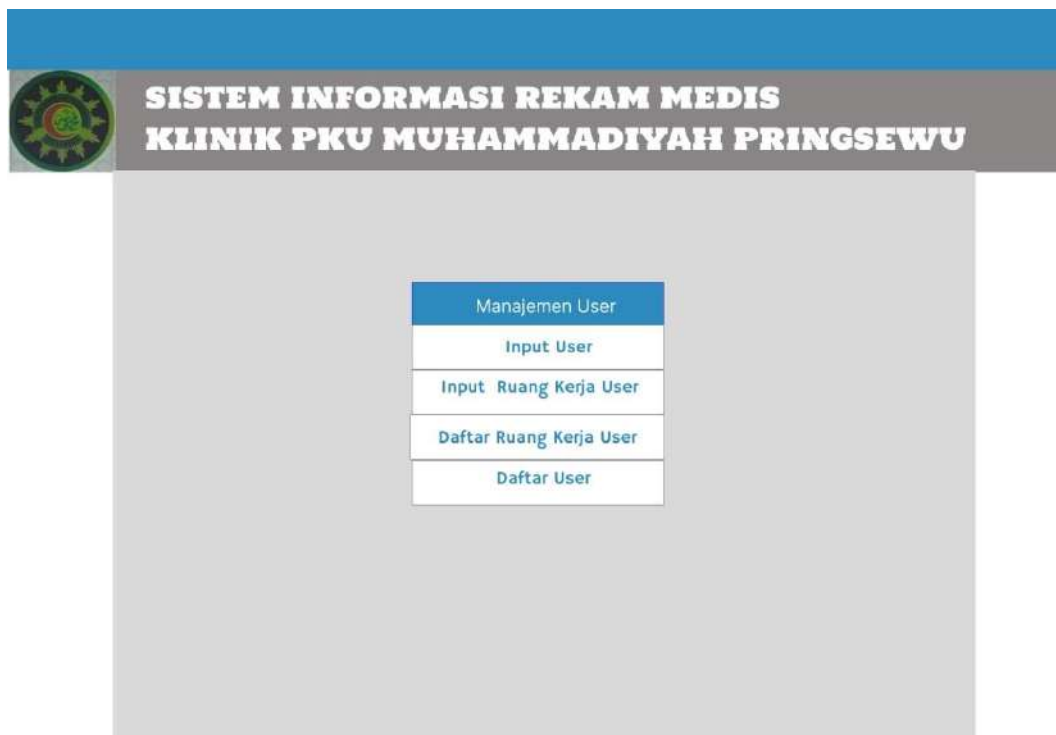 SISTEM INFORMASI REKAM MEDIS
KLINIK PKU MUHAMMADIYAH PRINGSEWU
Manajemen User
Input User
Input Ruang Kerja User
Daftar Ruang Kerja User
Daftar User